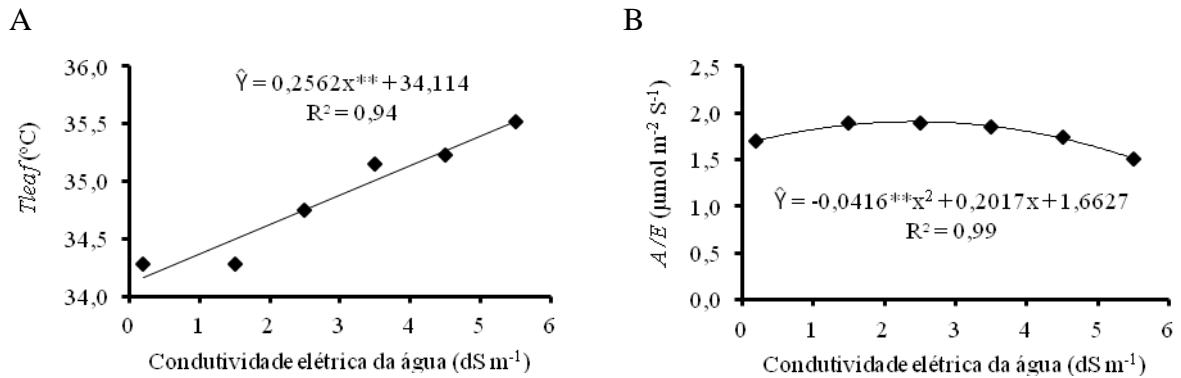 A
36,0
35,5
35,0
34,5
34,0
Tleaf (°C)
Ŷ = 0,2562x** + 34,114
R² = 0,94
0 1 2 3 4 5 6
Condutividade elétrica da água (dS m⁻¹)
B
2,5
2,0
1,5
1,0
0,5
0,0
A/E (µmol m⁻² S⁻¹)
Ŷ = -0,0416**x² + 0,2017x + 1,6627
R² = 0,99
0 1 2 3 4 5 6
Condutividade elétrica da água (dS m⁻¹)